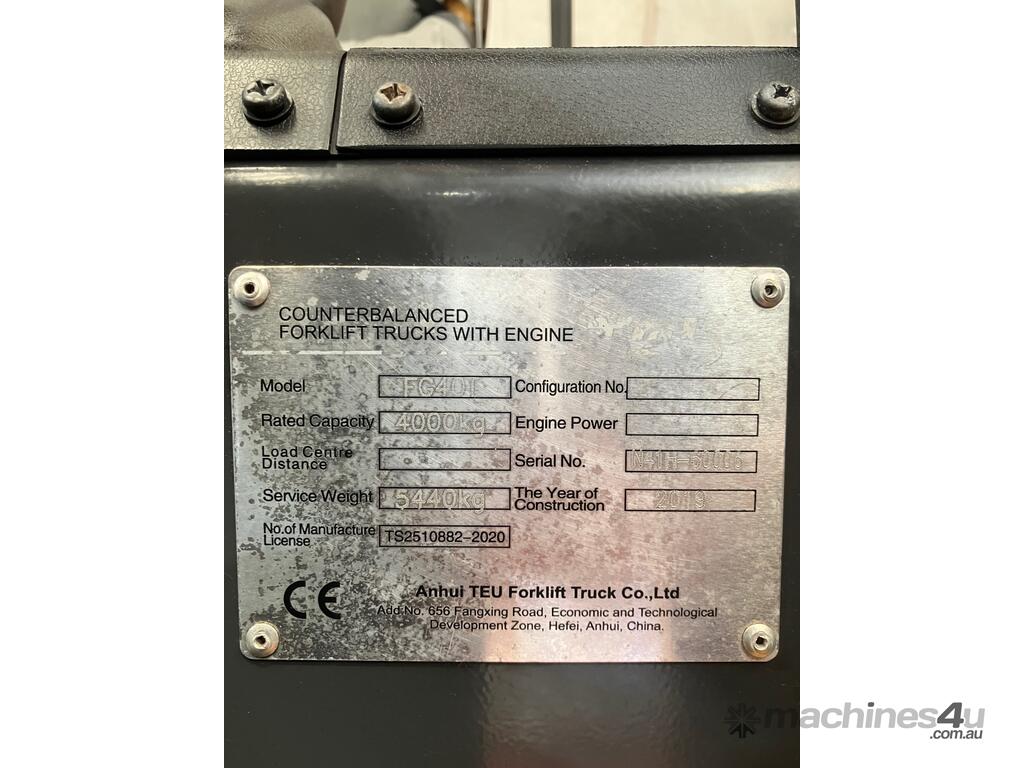 COUNTERBALANCED
FORKLIFT TRUCKS WITH ENGINE
Model FG40T Configuration No.
Rated Capacity 4000kg Engine Power
Load Centre
Distance
Serial No.
Service Weight 5440kg The Year of
Construction 2019
No.of Manufacture
License TS2510882-2020
CE
Anhui TEU Forklift Truck Co.,Ltd
Add:No. 656 Fangxing Road, Economic and Technological
Development Zone, Hefei, Anhui, China.
machines4u
.com.au